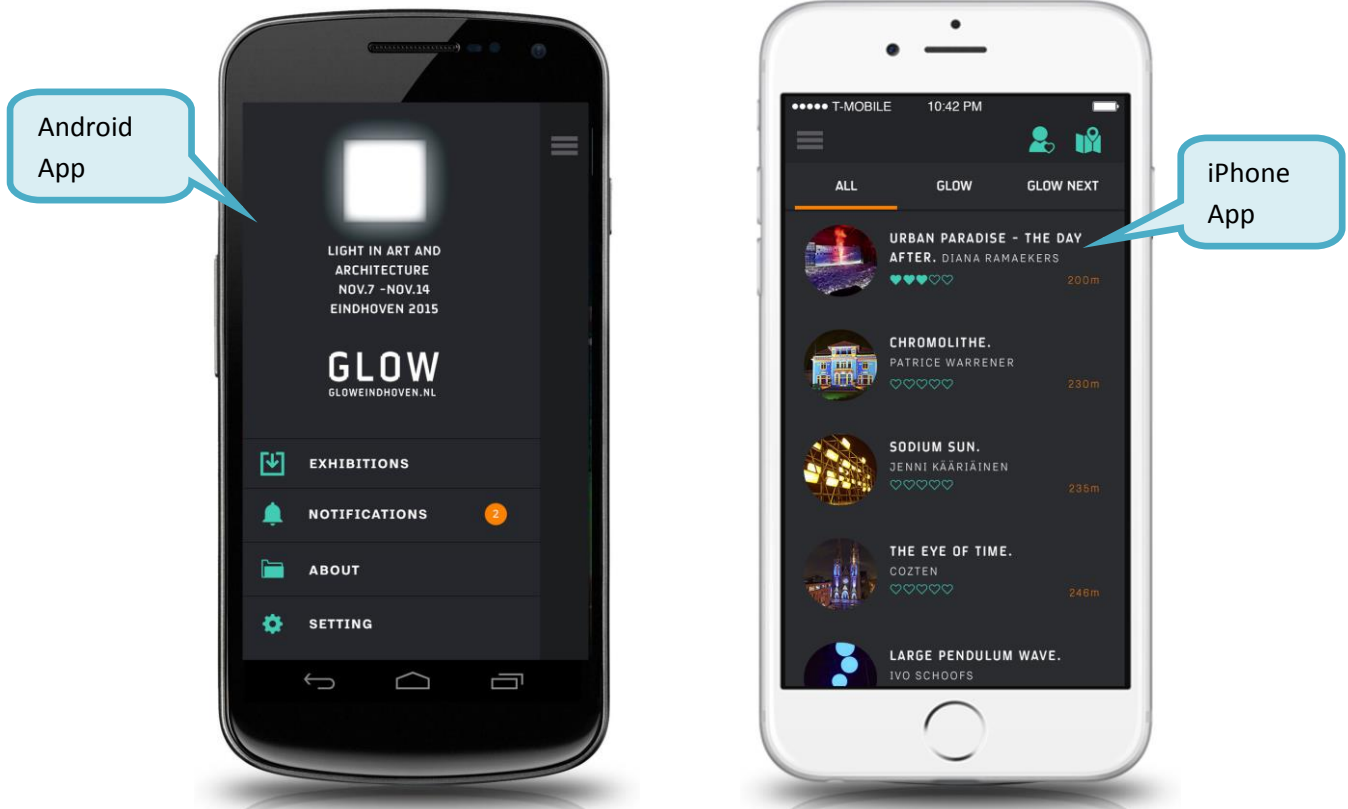 Android
App
LIGHT IN ART AND
ARCHITECTURE
NOV.7 -NOV.14
EINDHOVEN 2015
GLOW
GLOWEINDHOVEN.NL
EXHIBITIONS
NOTIFICATIONS 2
ABOUT
SETTING
T-MOBILE 10:42 PM
ALL GLOW GLOW NEXT
URBAN PARADISE - THE DAY
AFTER. DIANA RAMAEKERS
200m
CHROMOLITHE.
PATRICE WARRENER
230m
SODIUM SUN.
JENNI KÄÄRIÄINEN
235m
THE EYE OF TIME.
COZTEN
246m
LARGE PENDULUM WAVE.
IVO SCHOOFS
iPhone
App